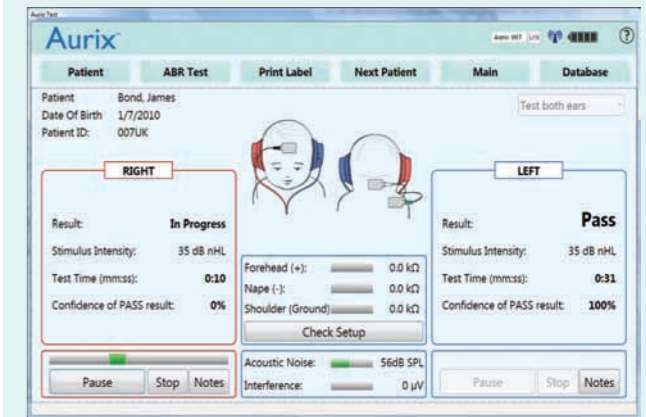 Aurix Test
Aurix
Patient ABR Test Print Label Next Patient Main Database
Patient Bond, James
Date Of Birth 1/7/2010
Patient ID: 007UK
Test both ears
RIGHT
Result: In Progress
Stimulus Intensity: 35 dB nHL
Test Time (mm:ss): 0:10
Confidence of PASS result: 0%
Pause Stop Notes
Forehead (+): 0.0 kΩ
Nape (-): 0.0 kΩ
Shoulder (Ground) 0.0 kΩ
Check Setup
Acoustic Noise: 56dB SPL
Interference: 0 μV
LEFT
Result: Pass
Stimulus Intensity: 35 dB nHL
Test Time (mm:ss): 0:31
Confidence of PASS result: 100%
Pause Stop Notes